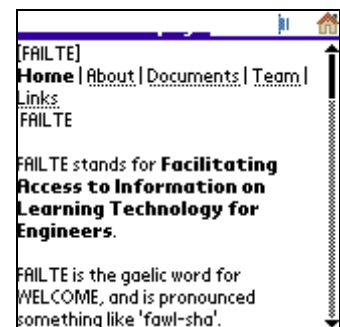 [FAILTE]
Home | About | Documents | Team |
Links
FAILTE
FAILTE stands for Facilitating
Access to Information on
Learning Technology for
Engineers.
FAILTE is the gaelic word for
WELCOME, and is pronounced
something like 'fawl-sha'.